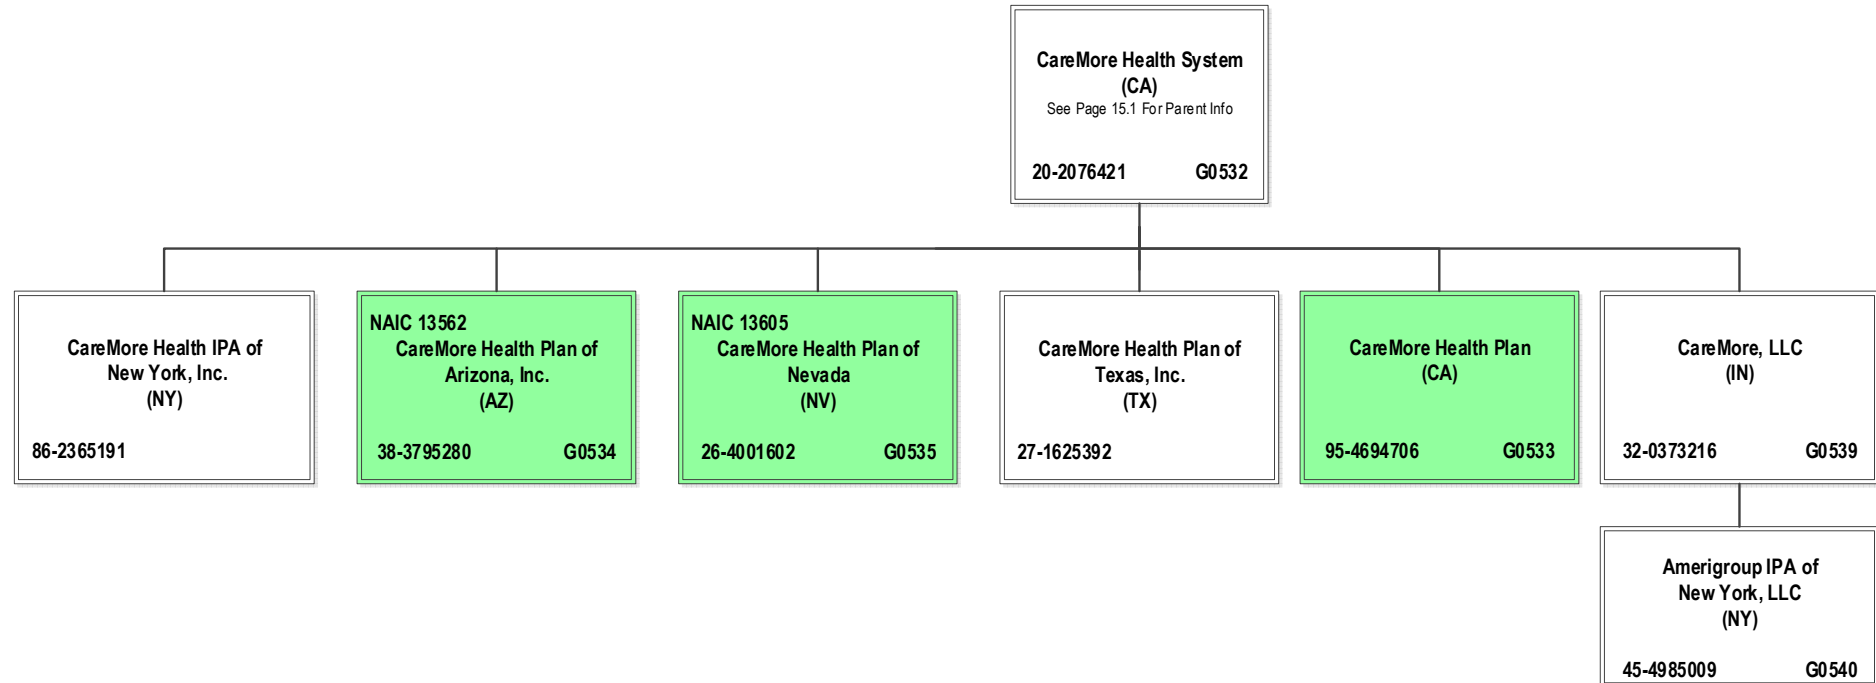 CareMore Health System
(CA)
See Page 15.1 For Parent Info
20-2076421 G0532
CareMore Health IPA of
New York, Inc.
(NY)
86-2365191
NAIC 13562
CareMore Health Plan of
Arizona, Inc.
(AZ)
38-3795280 G0534
NAIC 13605
CareMore Health Plan of
Nevada
(NV)
26-4001602 G0535
CareMore Health Plan of
Texas, Inc.
(TX)
27-1625392
CareMore Health Plan
(CA)
95-4694706 G0533
CareMore, LLC
(IN)
32-0373216 G0539
Amerigroup IPA of
New York, LLC
(NY)
45-4985009 G0540